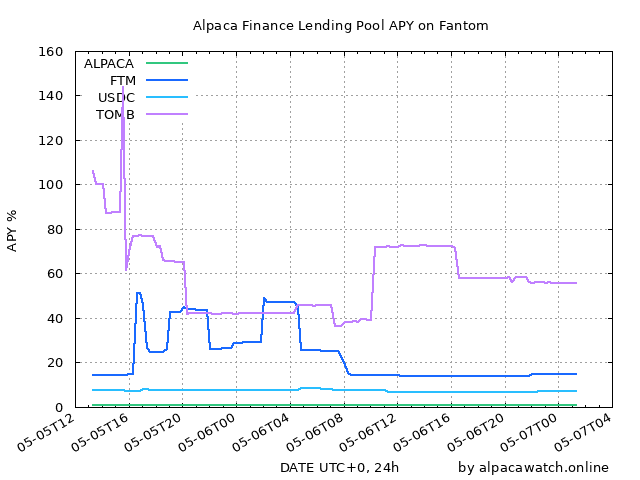 Alpaca Finance Lending Pool APY on Fantom
160
140
120
100
80
60
40
20
0
APY %
ALPACA
FTM
USDC
TOMB
05-05T12
05-05T16
05-05T20
05-06T00
05-06T04
05-06T08
05-06T12
05-06T16
05-06T20
05-07T00
05-07T04
DATE UTC+0, 24h
by alpacawatch.online